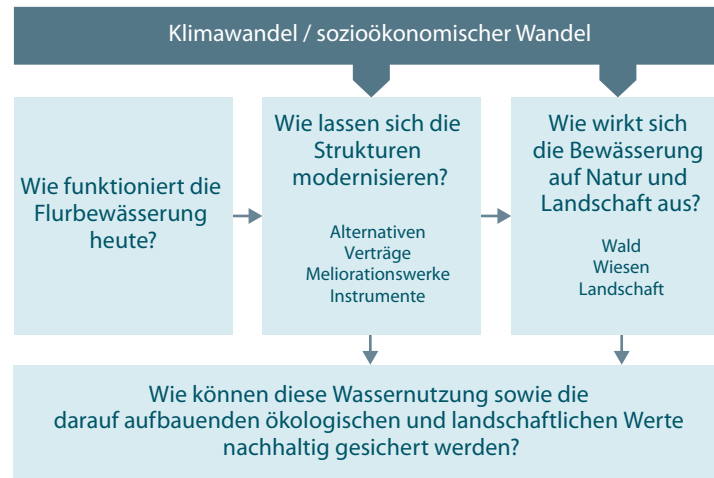 Klimawandel / sozioökonomischer Wandel
Wie funktioniert die
Flurbewässerung
heute?
Wie lassen sich die
Strukturen
modernisieren?
Alternativen
Verträge
Meliorationswerke
Instrumente
Wie wirkt sich
die Bewässerung
auf Natur und
Landschaft aus?
Wald
Wiesen
Landschaft
Wie können diese Wassernutzung sowie die
darauf aufbauenden ökologischen und landschaftlichen Werte
nachhaltig gesichert werden?